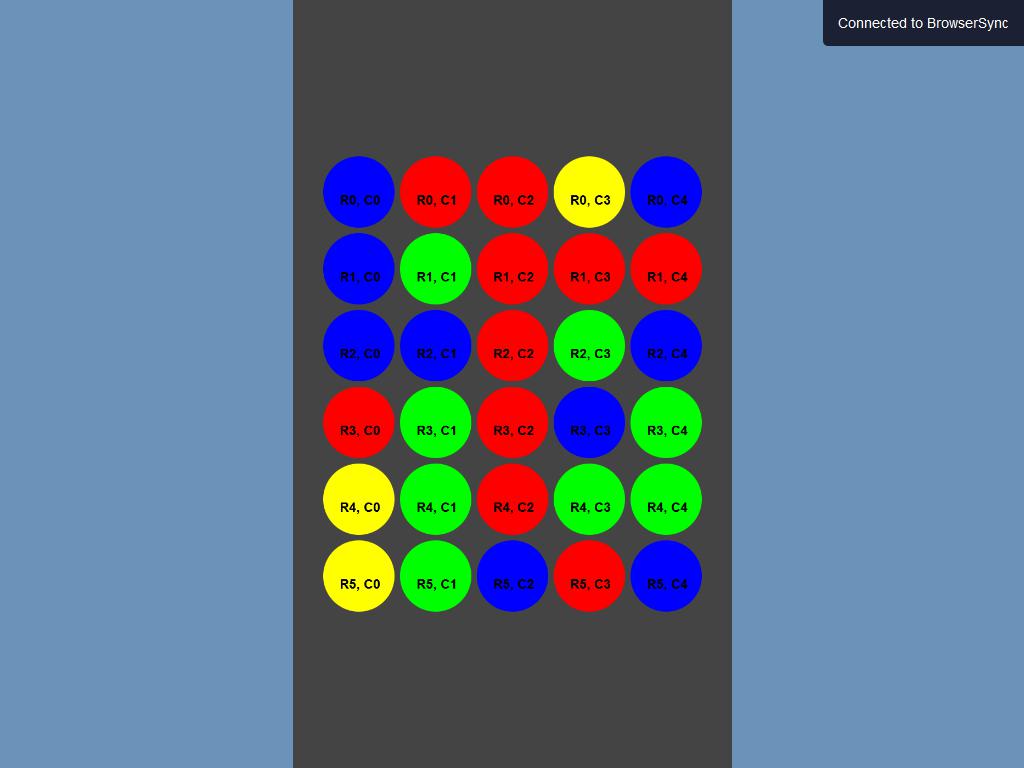 Connected to BrowserSync
R0, C0 R0, C1 R0, C2 R0, C3 R0, C4
R1, C0 R1, C1 R1, C2 R1, C3 R1, C4
R2, C0 R2, C1 R2, C2 R2, C3 R2, C4
R3, C0 R3, C1 R3, C2 R3, C3 R3, C4
R4, C0 R4, C1 R4, C2 R4, C3 R4, C4
R5, C0 R5, C1 R5, C2 R5, C3 R5, C4